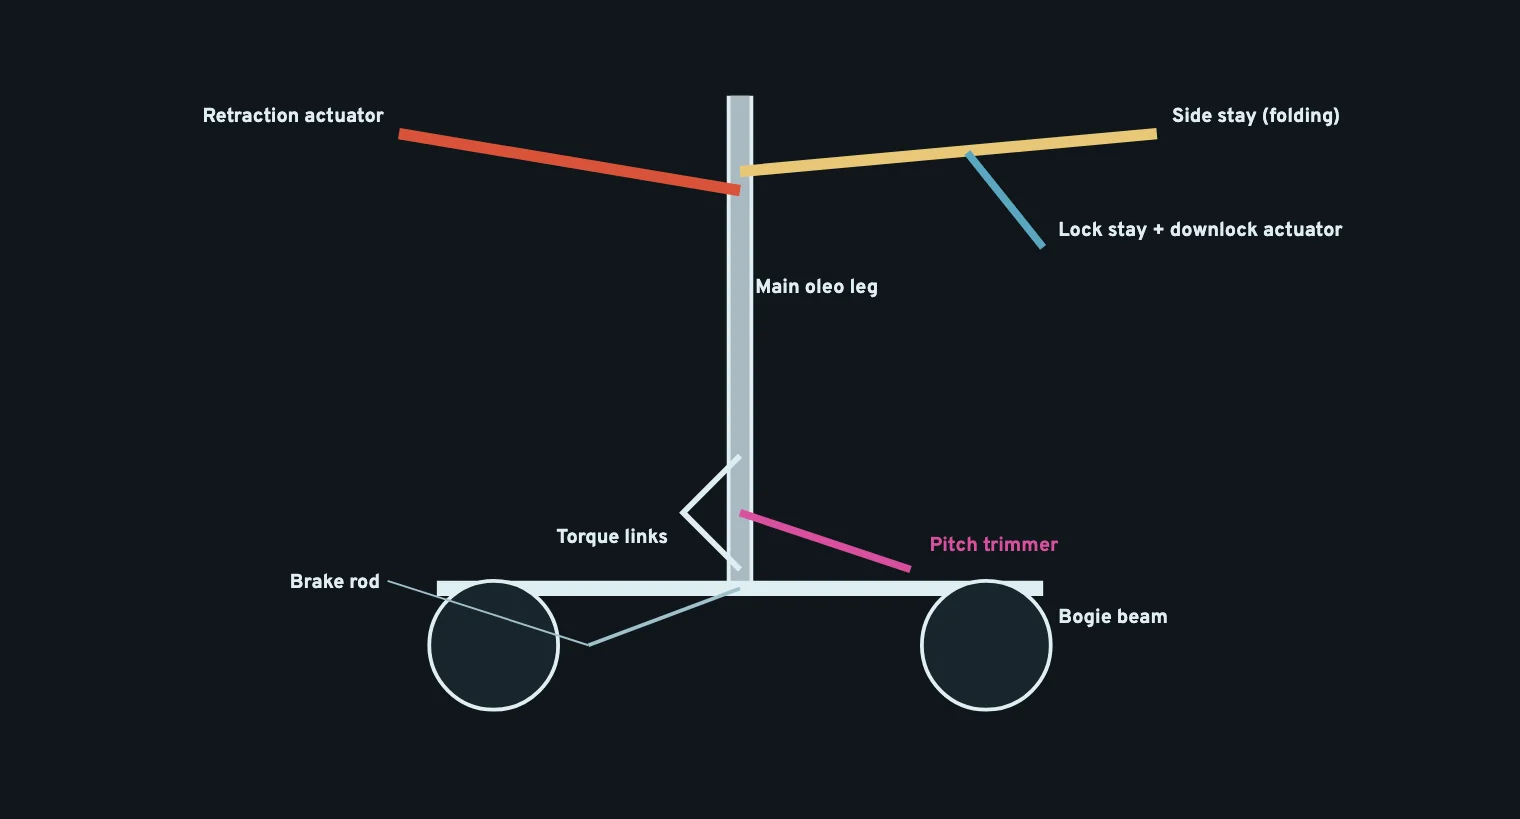 Retraction actuator
Side stay (folding)
Lock stay + downlock actuator
Main oleo leg
Torque links
Pitch trimmer
Brake rod
Bogie beam